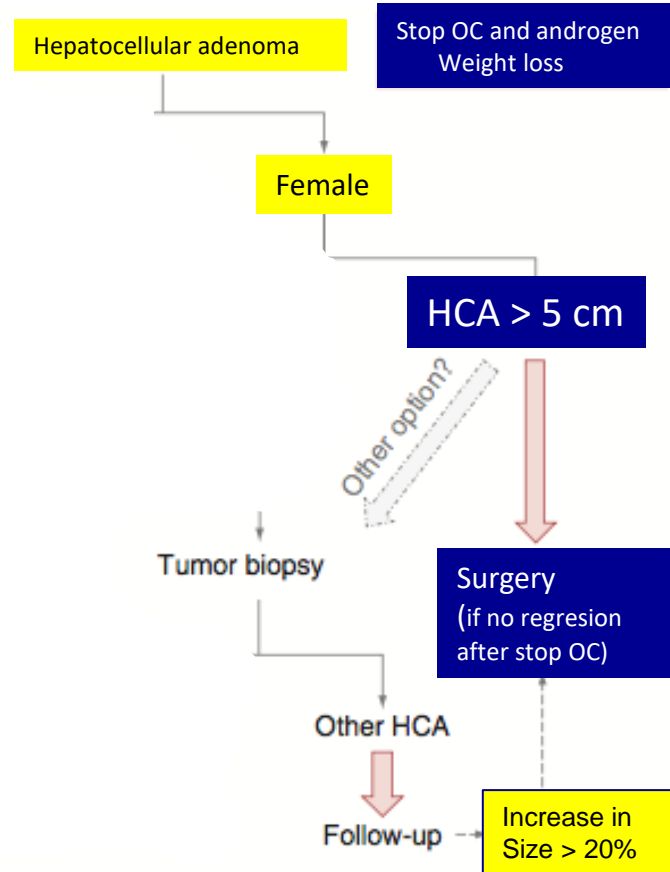 Hepatocellular adenoma
Stop OC and androgen
Weight loss
Female
HCA > 5 cm
Other option?
Tumor biopsy
Surgery
(if no regresion
after stop OC)
Other HCA
Follow-up
Increase in
Size > 20%